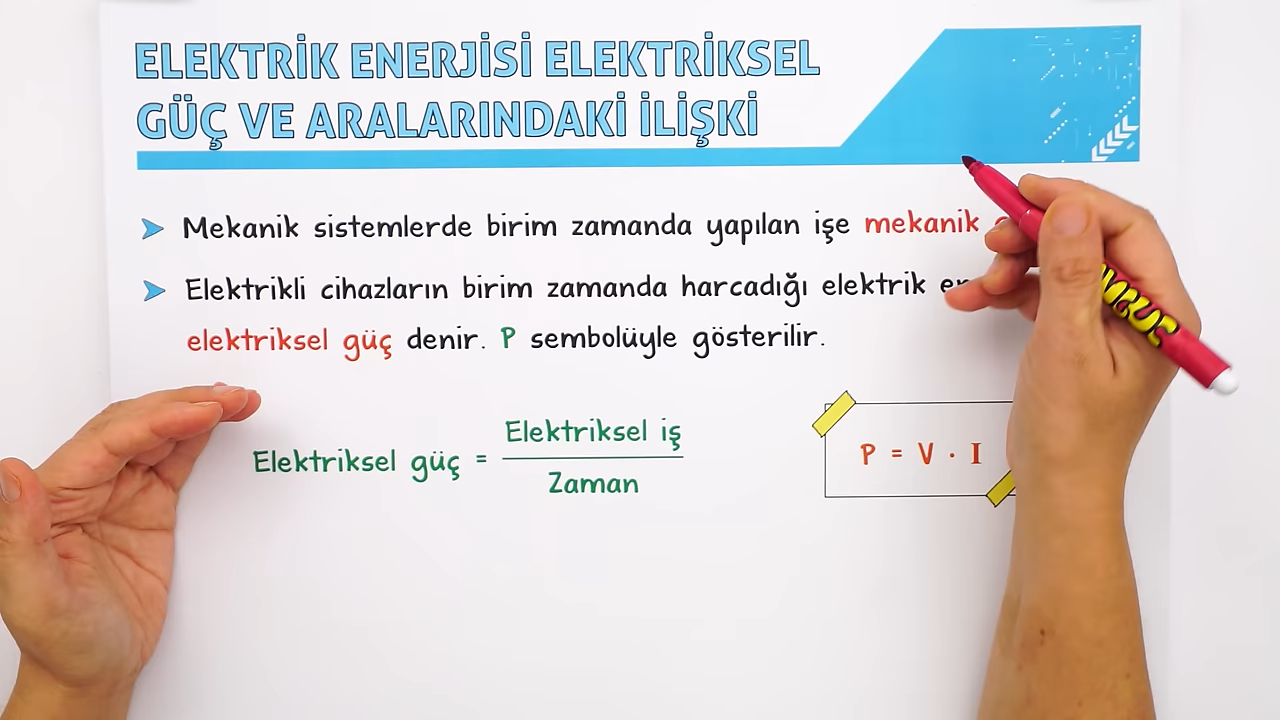 ELEKTRİK ENERJİSİ ELEKTRİKSEL
GÜÇ VE ARALARINDAKİ İLİŞKİ
Mekanik sistemlerde birim zamanda yapılan işe mekanik
Elektrikli cihazların birim zamanda harcadığı elektrik
elektriksel güç denir. P sembolüyle gösterilir.
Elektriksel güç = Elektriksel iş
Zaman
P = V · I